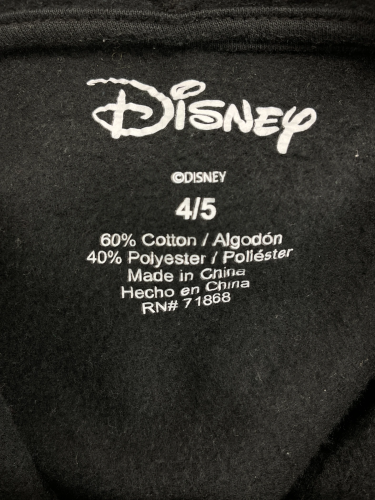 Disney
©DISNEY
4/5
60% Cotton / Algodón
40% Polyester / Poliéster
Made in China
Hecho en China
RN# 71868